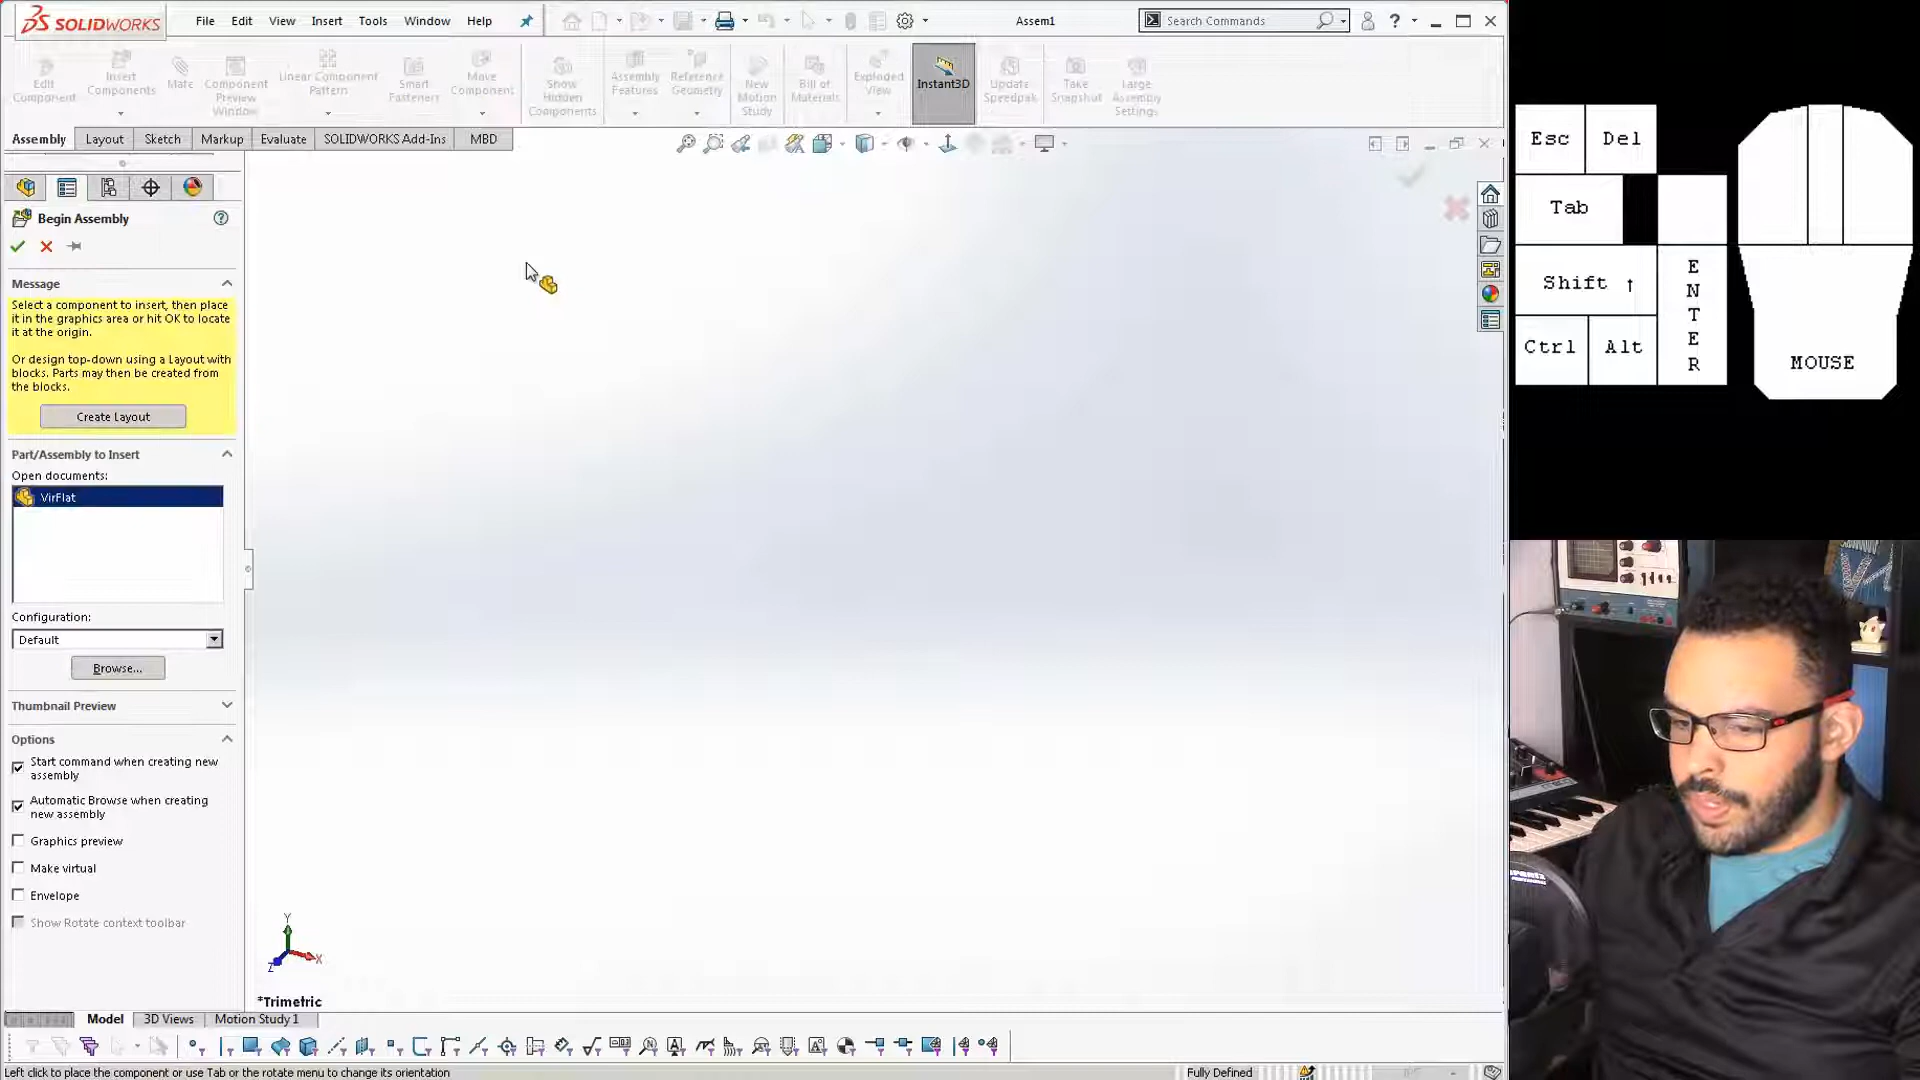 SOLIDWORKS
File Edit View Insert Tools Window Help
Assem1
Search Commands
Edit Component
Insert Components
Mate
Component Preview Window
Linear Component Pattern
Smart Fasteners
Move Component
Show Hidden Components
Assembly Features
Reference Geometry
New Motion Study
Bill of Materials
Exploded View
Instant3D
Update Speedpak
Take Snapshot
Large Assembly Settings
Assembly Layout Sketch Markup Evaluate SOLIDWORKS Add-Ins MBD
Begin Assembly
Message
Select a component to insert, then place
it in the graphics area or hit OK to locate
it at the origin.
Or design top-down using a Layout with
blocks. Parts may then be created from
the blocks.
Create Layout
Part/Assembly to Insert
Open documents:
VirFlat
Configuration:
Default
Browse...
Thumbnail Preview
Options
Start command when creating new
assembly
Automatic Browse when creating
new assembly
Graphics preview
Make virtual
Envelope
Show Rotate context toolbar
Y
X
Z
*Trimetric
Model 3D Views Motion Study 1
Left click to place the component or use Tab or the rotate menu to change its orientation
Fully Defined
Esc Del
Tab
Shift ↑
Ctrl Alt
ENTER
MOUSE